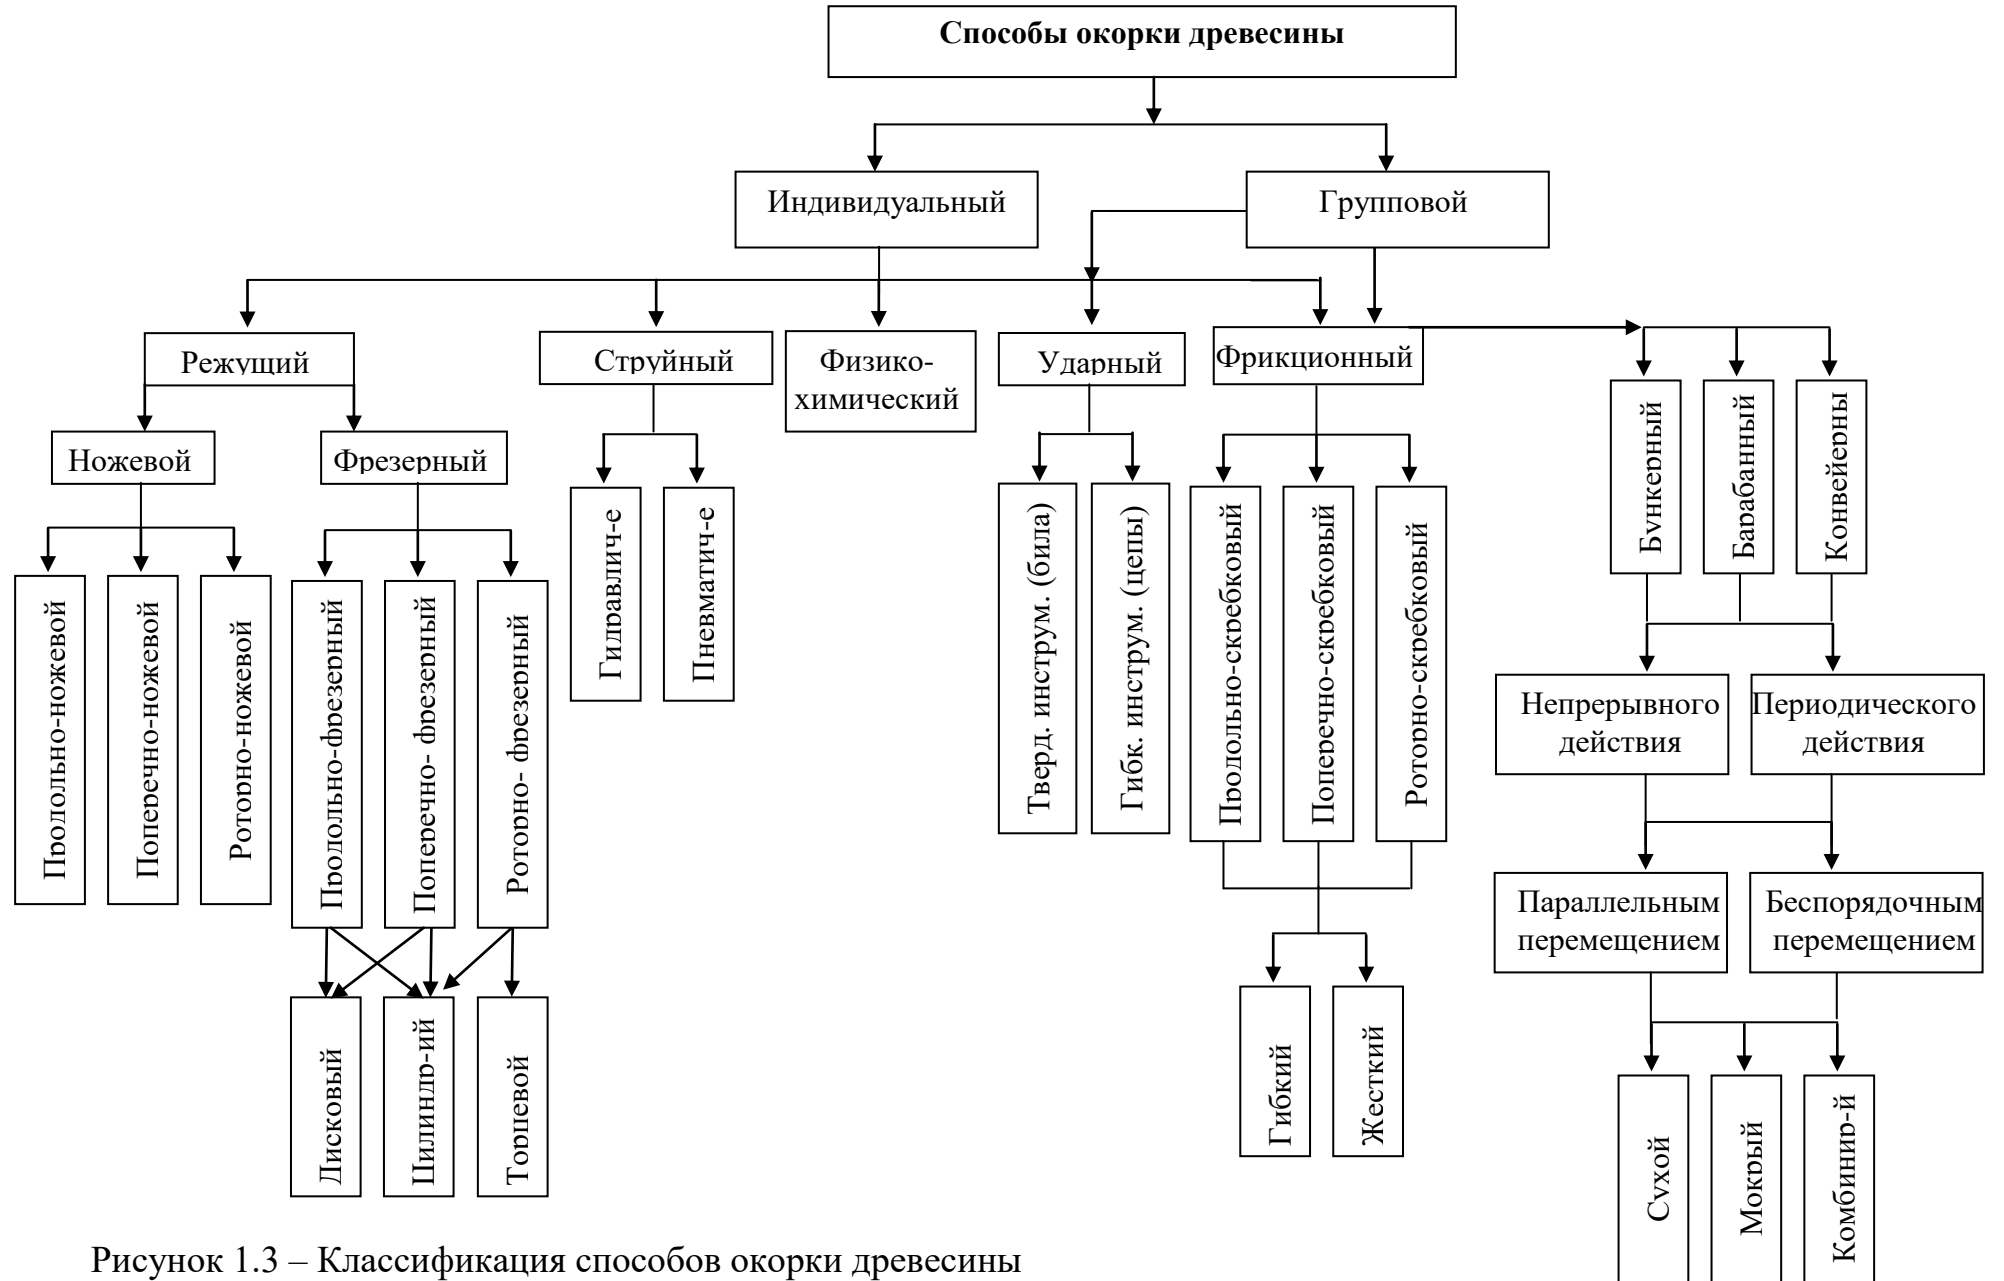 Способы окорки древесины
Индивидуальный
Групповой
Режущий
Струйный
Физико-
химический
Ударный
Фрикционный
Бункерный
Барабанный
Конвейерны
Ножевой
Фрезерный
Гидравлич-е
Пневматич-е
Тверд. инструм. (била)
Гибк. инструм. (цепы)
Продольно-скребковый
Поперечно-скребковый
Роторно-скребковый
Продольно-ножевой
Поперечно-ножевой
Роторно-ножевой
Продольно-фрезерный
Поперечно- фрезерный
Роторно- фрезерный
Непрерывного
действия
Периодического
действия
Параллельным
перемещением
Беспорядочным
перемещением
Дисковый
Цилиндр-ий
Торцевой
Гибкий
Жесткий
Сухой
Мокрый
Комбинир-й
Рисунок 1.3 – Классификация способов окорки древесины